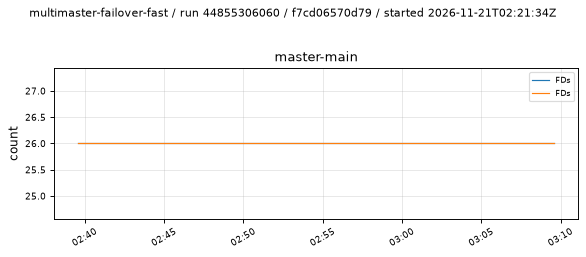 multimaster-failover-fast / run 44855306060 / f7cd06570d79 / started 2026-11-21T02:21:34Z
master-main
FDs
FDs
count
27.0
26.5
26.0
25.5
25.0
02:40
02:45
02:50
02:55
03:00
03:05
03:10